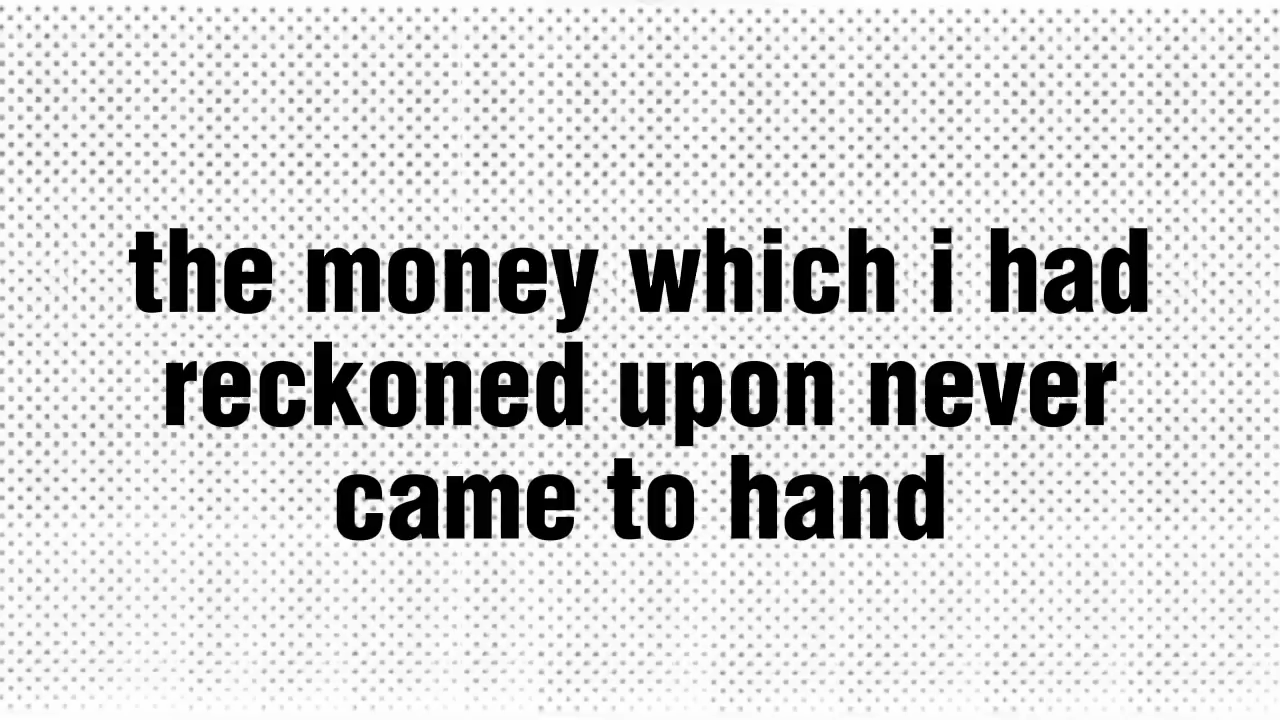 the money which i had
reckoned upon never
came to hand